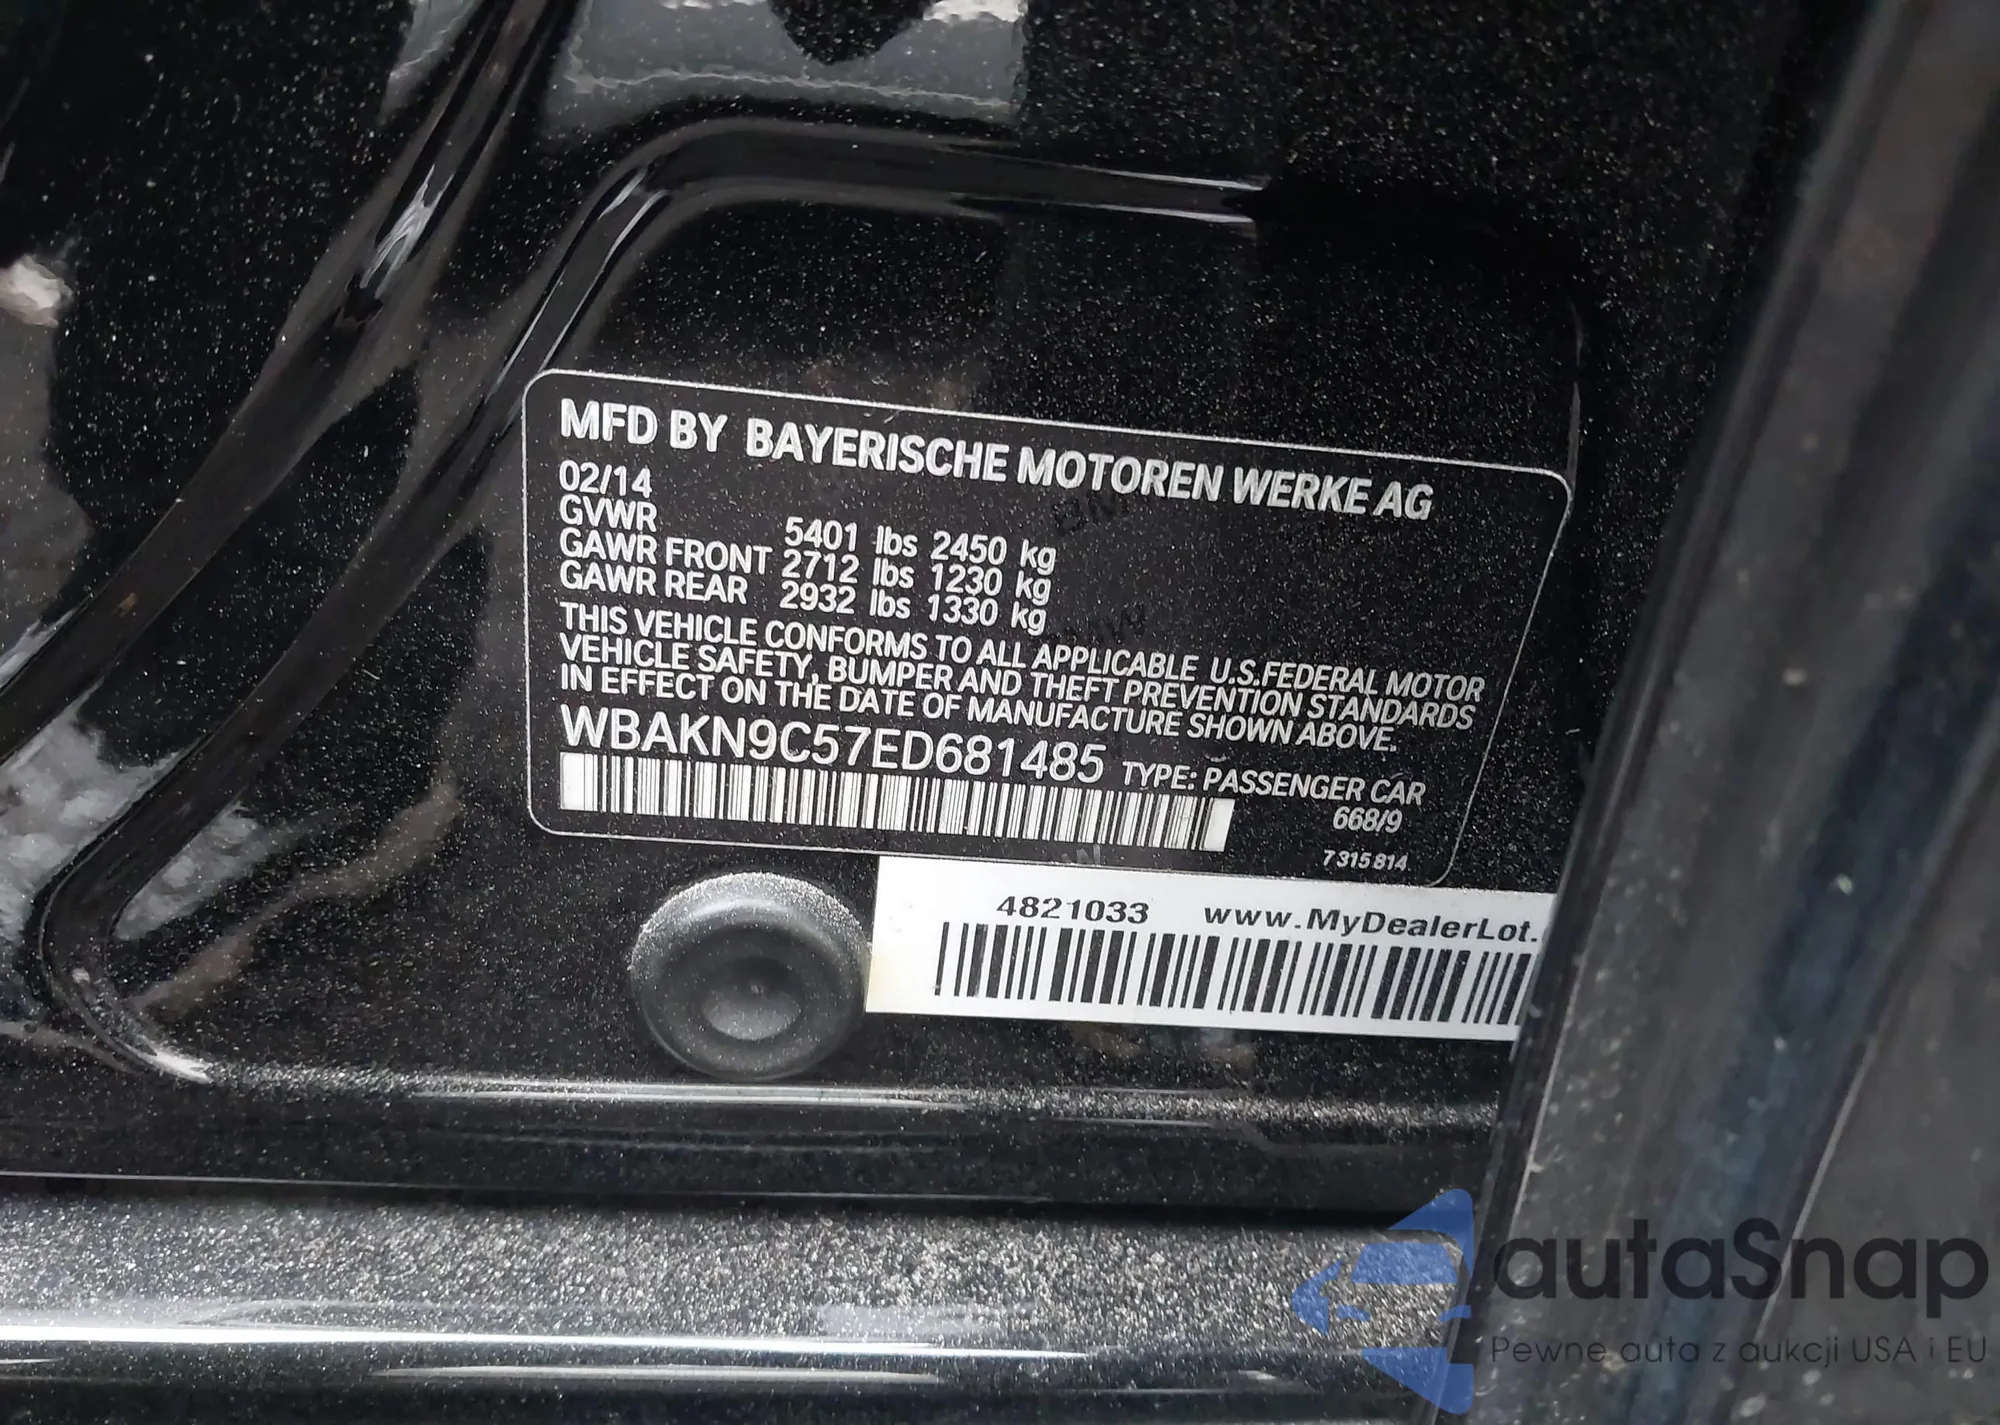 MFD BY BAYERISCHE MOTOREN WERKE AG
02/14
GVWR 5401 lbs 2450 kg
GAWR FRONT 2712 lbs 1230 kg
GAWR REAR 2932 lbs 1330 kg
THIS VEHICLE CONFORMS TO ALL APPLICABLE U.S.FEDERAL MOTOR
VEHICLE SAFETY, BUMPER AND THEFT PREVENTION STANDARDS
IN EFFECT ON THE DATE OF MANUFACTURE SHOWN ABOVE.
WBAKN9C57ED681485 TYPE: PASSENGER CAR
668/9
7315814
4821033 www.MyDealerLot.
autaSnap
Pewne auta z aukcji USA i EU